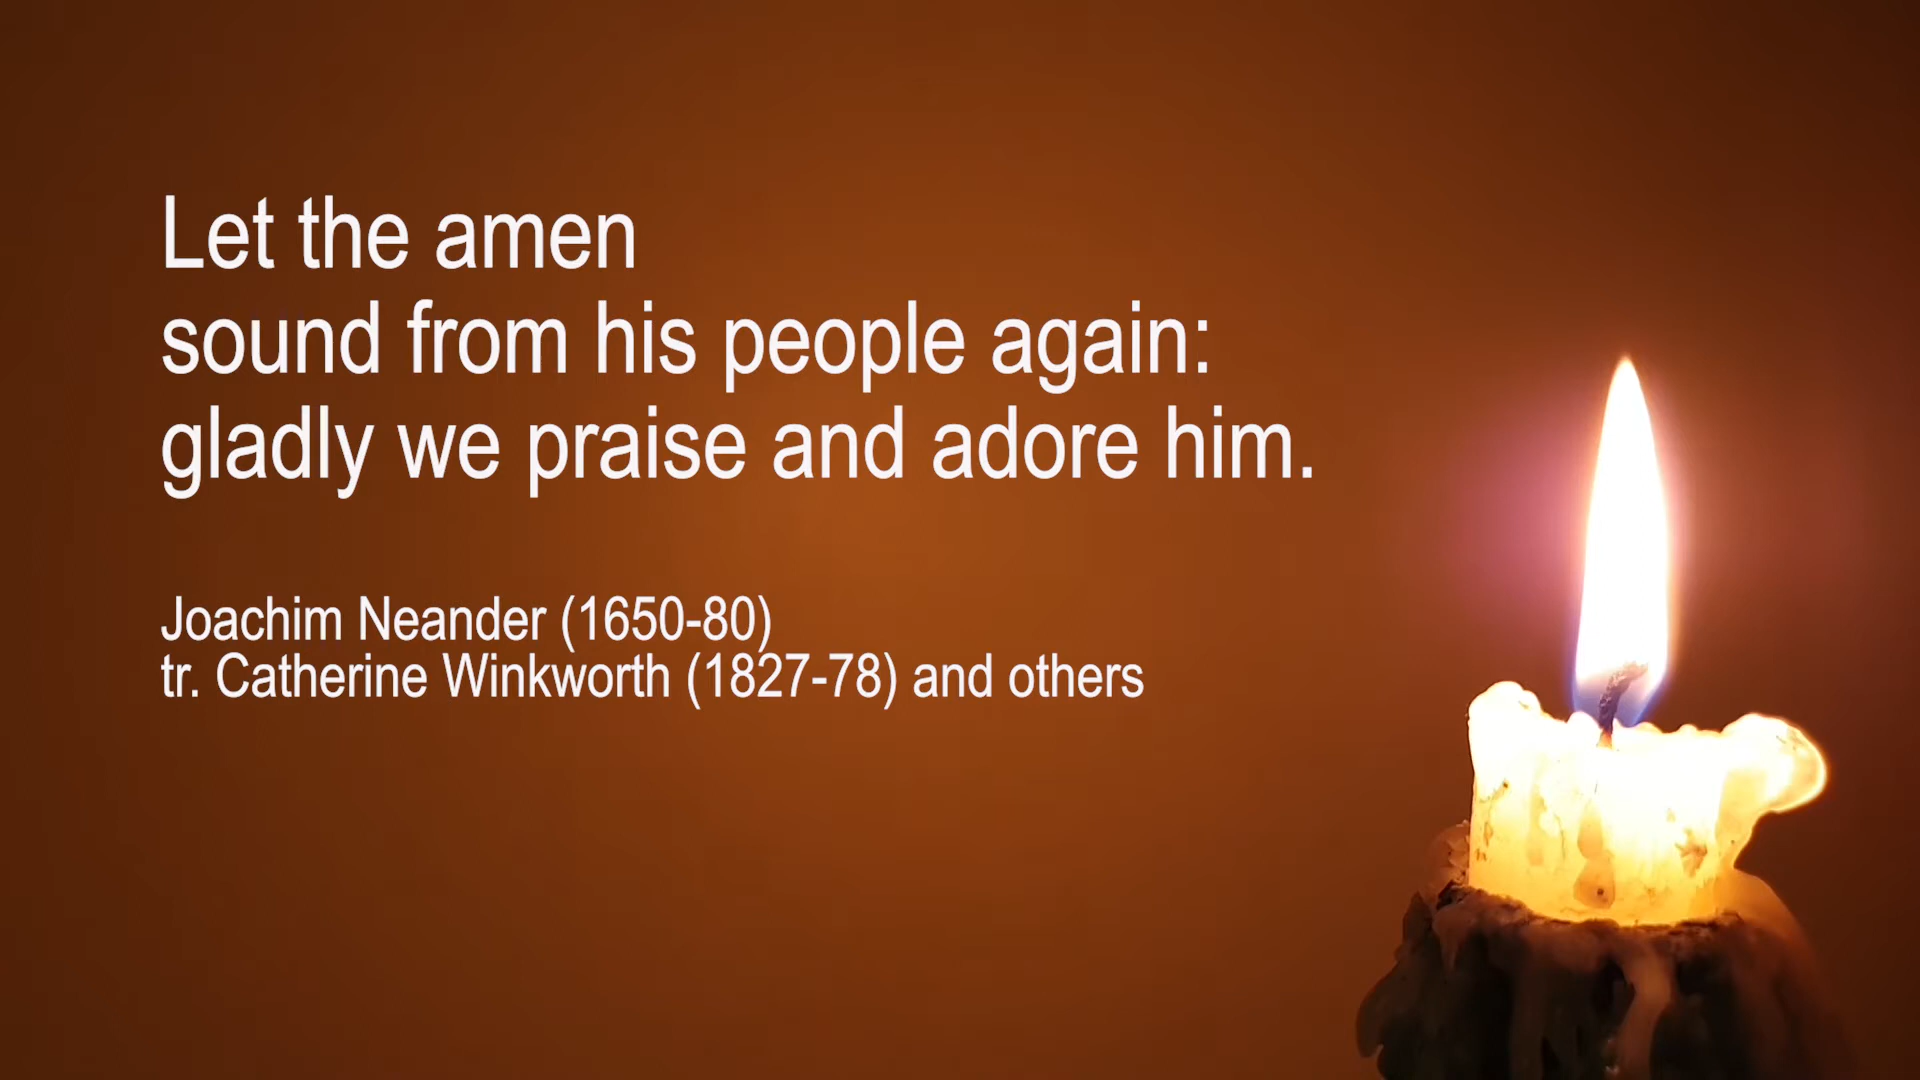 Let the amen
sound from his people again:
gladly we praise and adore him.
Joachim Neander (1650-80)
tr. Catherine Winkworth (1827-78) and others